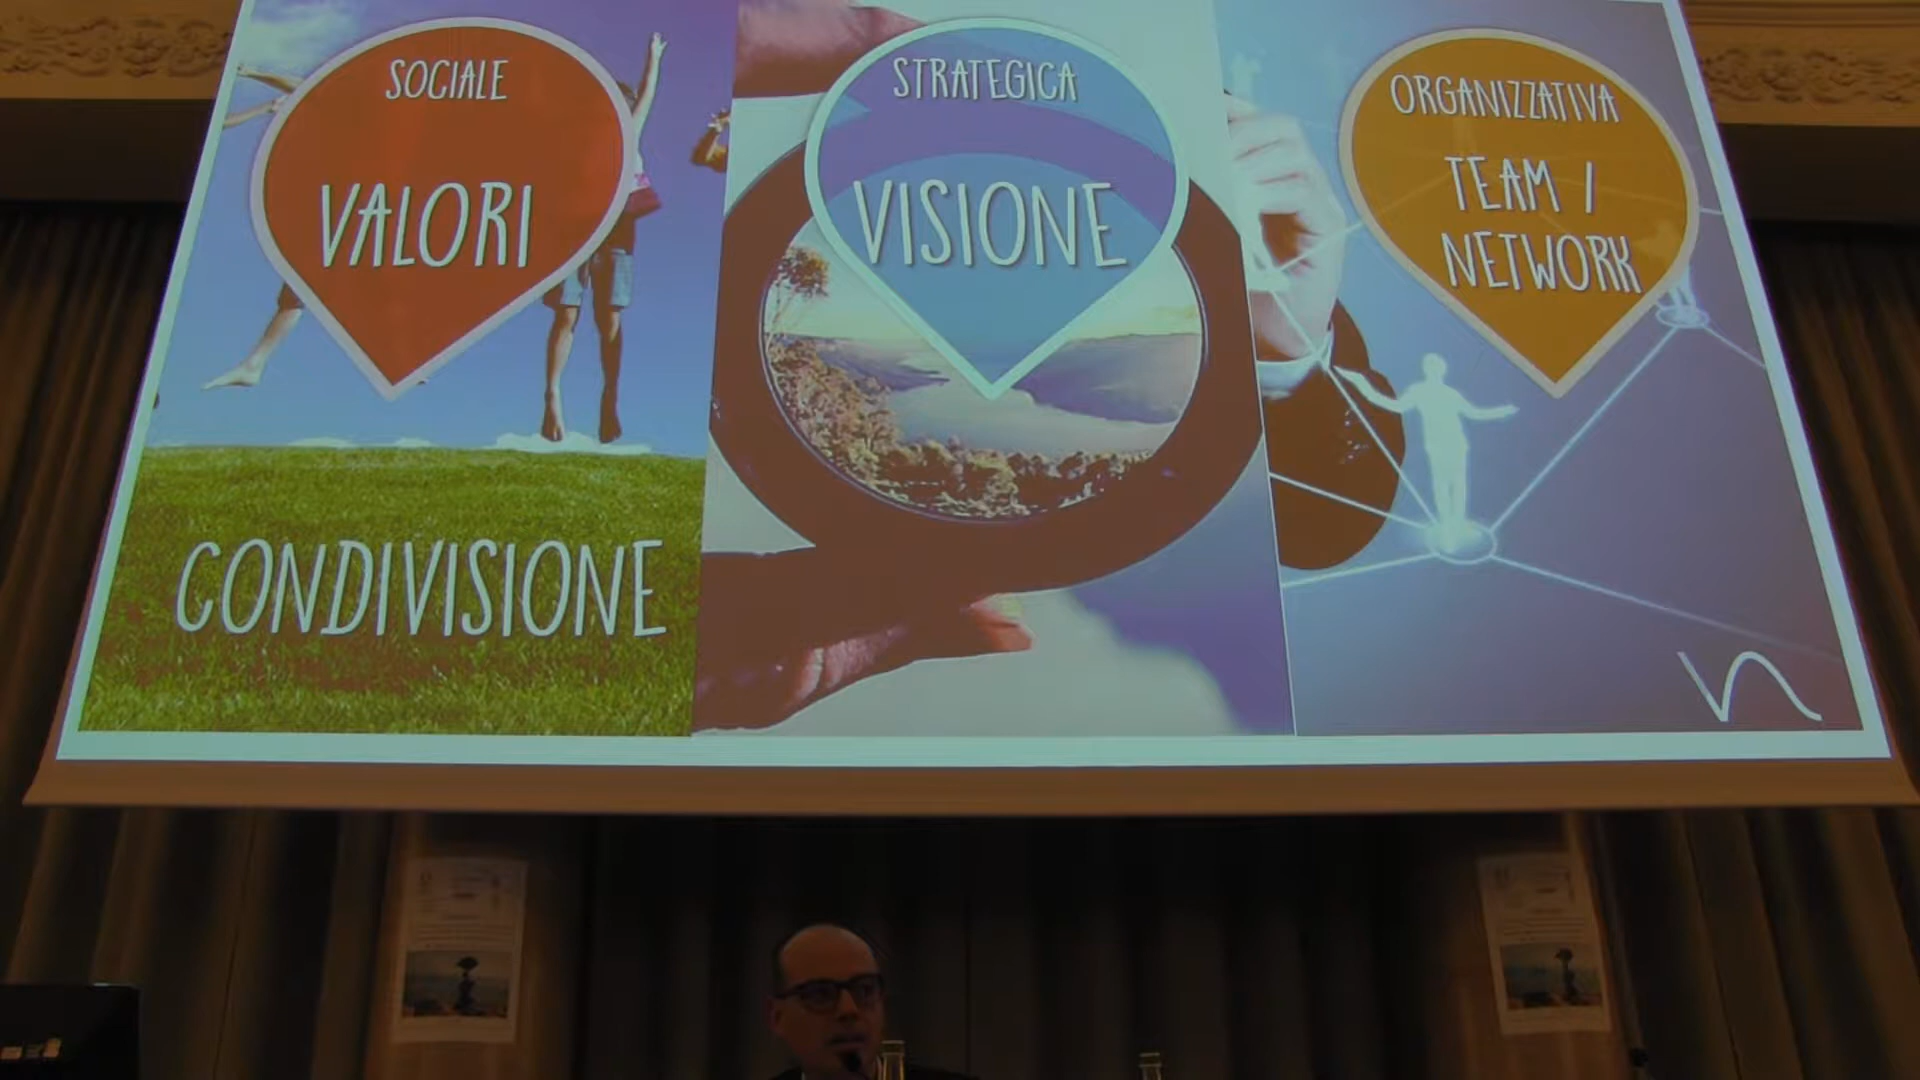 SOCIALE
VALORI
CONDIVISIONE
STRATEGICA
VISIONE
ORGANIZZATIVA
TEAM /
NETWORK